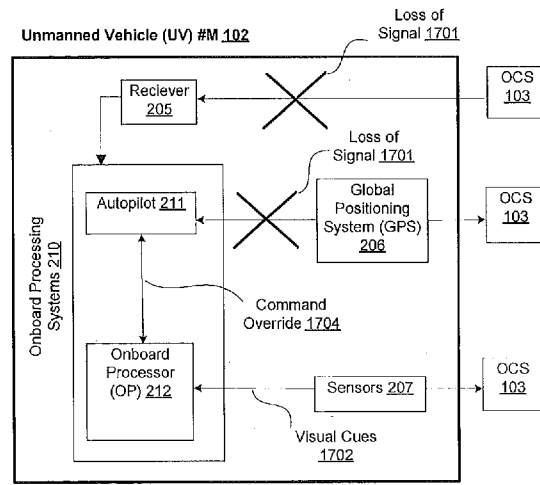 Unmanned Vehicle (UV) #M 102
Loss of
Signal 1701
Reciever
205
OCS
103
Loss of
Signal 1701
Autopilot 211
Global
Positioning
System (GPS)
206
OCS
103
Onboard Processing
Systems 210
Command
Override 1704
Onboard
Processor
(OP) 212
Sensors 207
OCS
103
Visual Cues
1702